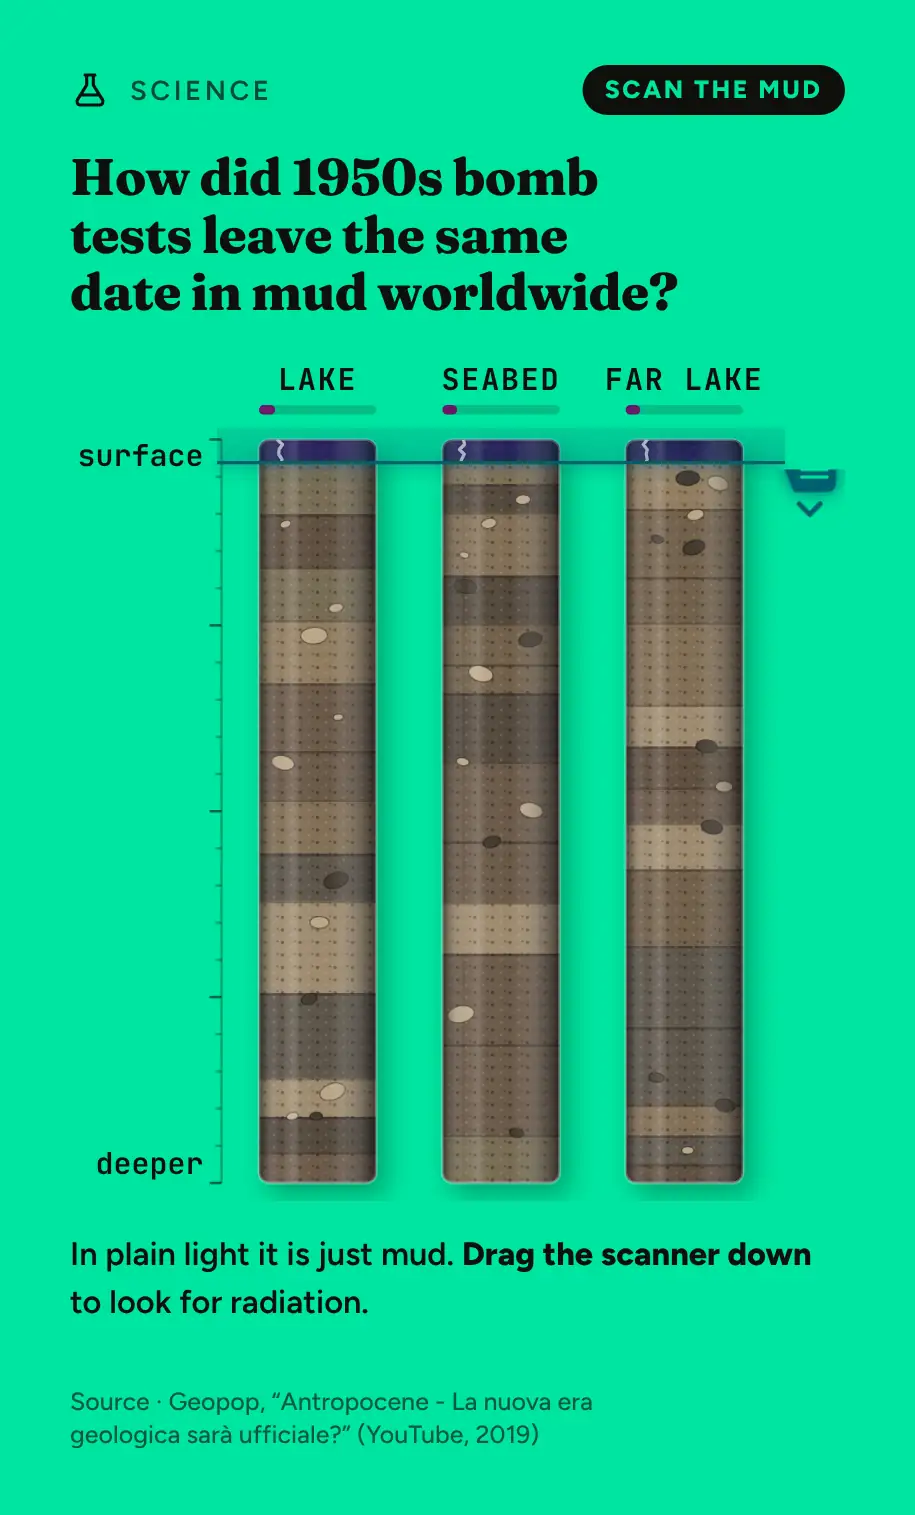 SCIENCE
SCAN THE MUD
How did 1950s bomb
tests leave the same
date in mud worldwide?
LAKE
SEABED
FAR LAKE
surface
deeper
In plain light it is just mud. Drag the scanner down
to look for radiation.
Source · Geopop, “Antropocene - La nuova era
geologica sarà ufficiale?” (YouTube, 2019)